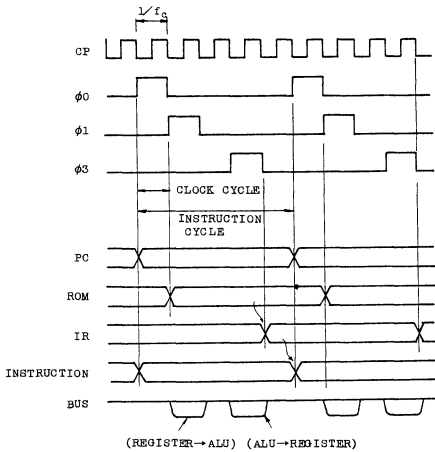 1/fc
CP
φ0
φ1
φ3
CLOCK CYCLE
INSTRUCTION
CYCLE
PC
ROM
IR
INSTRUCTION
BUS
(REGISTER→ALU) (ALU→REGISTER)